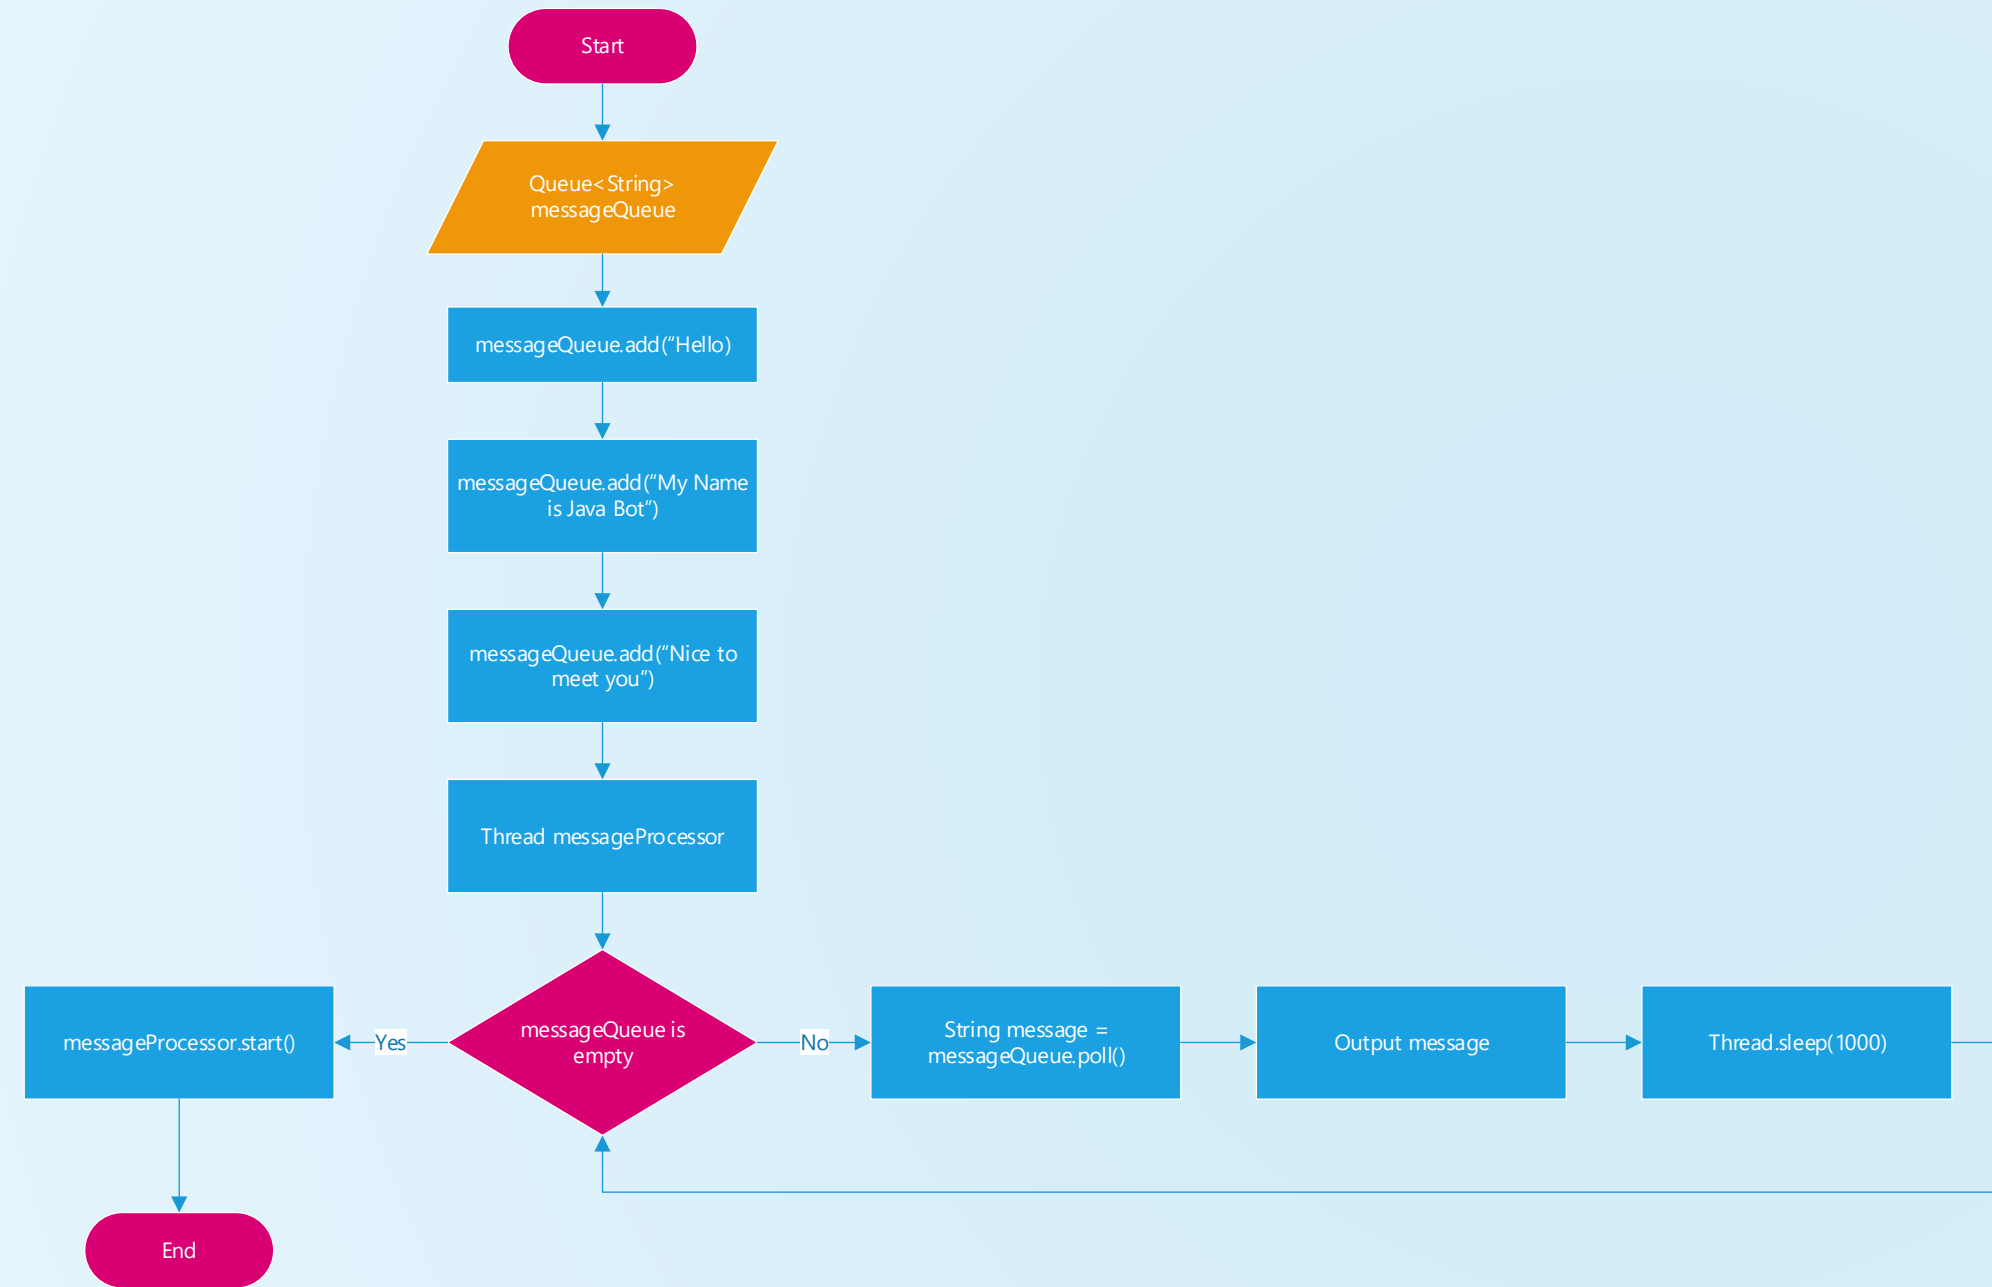 Start
Queue<String>
messageQueue
messageQueue.add(“Hello)
messageQueue.add(“My Name
is Java Bot”)
messageQueue.add(“Nice to
meet you”)
Thread messageProcessor
messageProcessor.start()
Yes
messageQueue is
empty
No
String message =
messageQueue.poll()
Output message
Thread.sleep(1000)
End